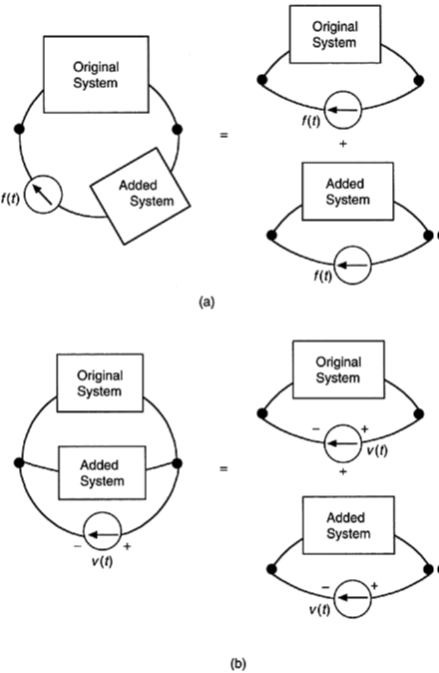 Original
System
Added
System
f(t)
=
Original
System
f(t)
+
Added
System
f(t)
(a)
Original
System
Added
System
− +
v(t)
=
Original
System
− +
v(t)
+
Added
System
− +
v(t)
(b)